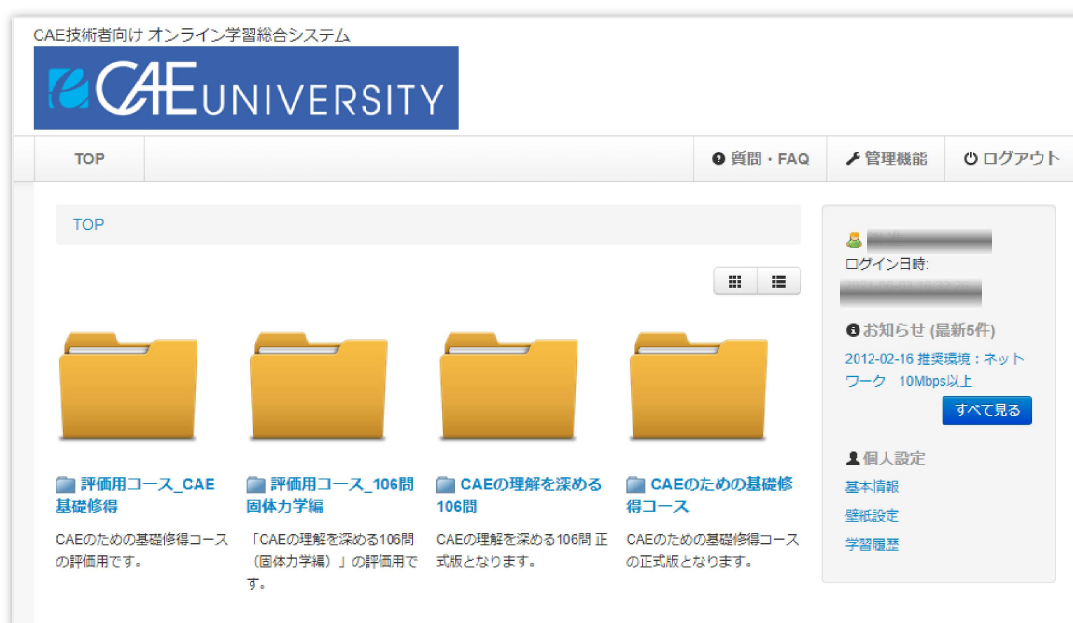 CAE技術者向け オンライン学習総合システム
CAE UNIVERSITY
TOP
質問・FAQ
管理機能
ログアウト
TOP
ログイン日時:
お知らせ (最新5件)
2012-02-16 推奨環境：ネット
ワーク　10Mbps以上
すべて見る
個人設定
基本情報
壁紙設定
学習履歴
評価用コース_CAE
基礎修得
CAEのための基礎修得コース
の評価用です。
評価用コース_106問
固体力学編
「CAEの理解を深める106問
（固体力学編）」の評価用で
す。
CAEの理解を深める
106問
CAEの理解を深める106問 正
式版となります。
CAEのための基礎修
得コース
CAEのための基礎修得コース
の正式版となります。